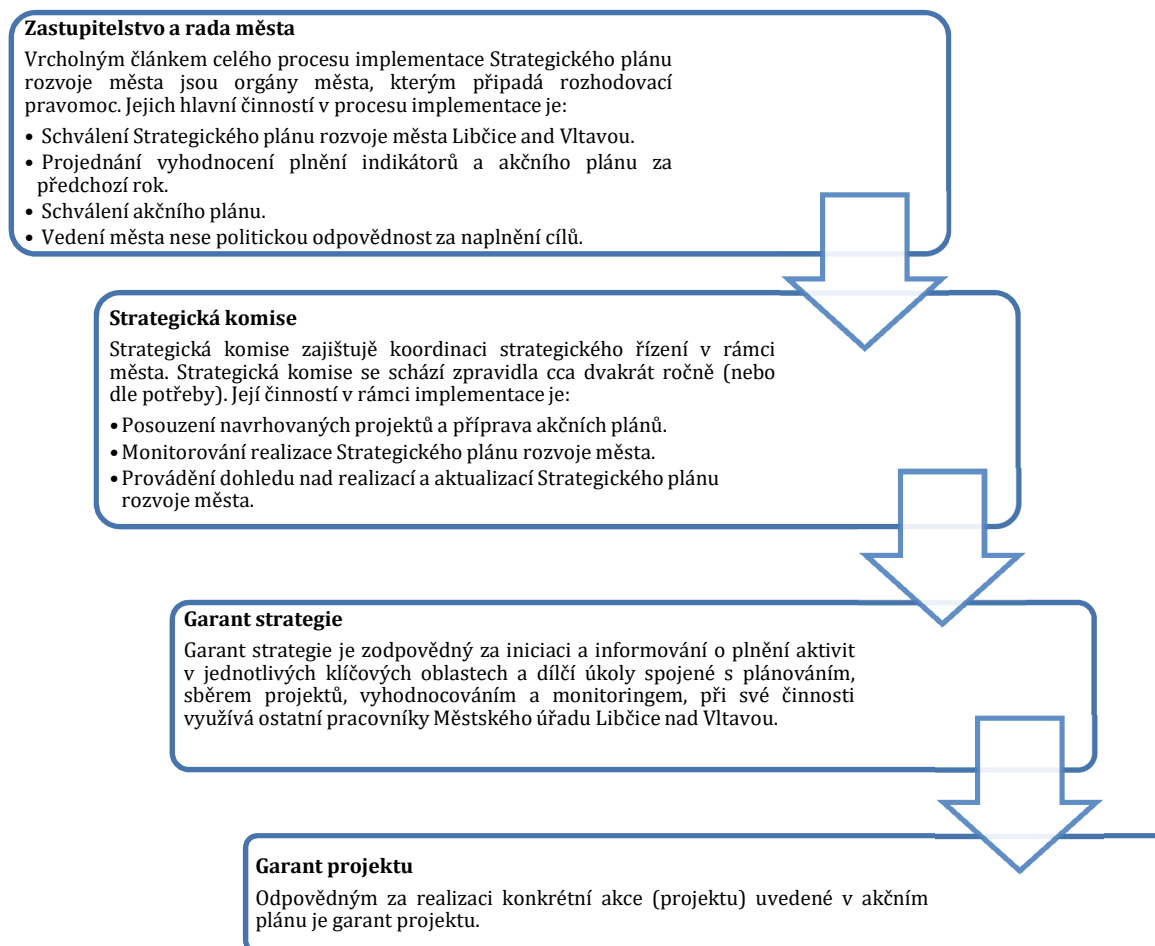 Zastupitelstvo a rada města
Vrcholným článkem celého procesu implementace Strategického plánu
rozvoje města jsou orgány města, kterým připadá rozhodovací
pravomoc. Jejich hlavní činností v procesu implementace je:
• Schválení Strategického plánu rozvoje města Libčice and Vltavou.
• Projednání vyhodnocení plnění indikátorů a akčního plánu za
předchozí rok.
• Schválení akčního plánu.
• Vedení města nese politickou odpovědnost za naplnění cílů.
Strategická komise
Strategická komise zajištujě koordinaci strategického řízení v rámci
města. Strategická komise se schází zpravidla cca dvakrát ročně (nebo
dle potřeby). Její činností v rámci implementace je:
• Posouzení navrhovaných projektů a příprava akčních plánů.
• Monitorování realizace Strategického plánu rozvoje města.
• Provádění dohledu nad realizací a aktualizací Strategického plánu
rozvoje města.
Garant strategie
Garant strategie je zodpovědný za iniciaci a informování o plnění aktivit
v jednotlivých klíčových oblastech a dílčí úkoly spojené s plánováním,
sběrem projektů, vyhodnocováním a monitoringem, při své činnosti
využívá ostatní pracovníky Městského úřadu Libčice nad Vltavou.
Garant projektu
Odpovědným za realizaci konkrétní akce (projektu) uvedené v akčním
plánu je garant projektu.